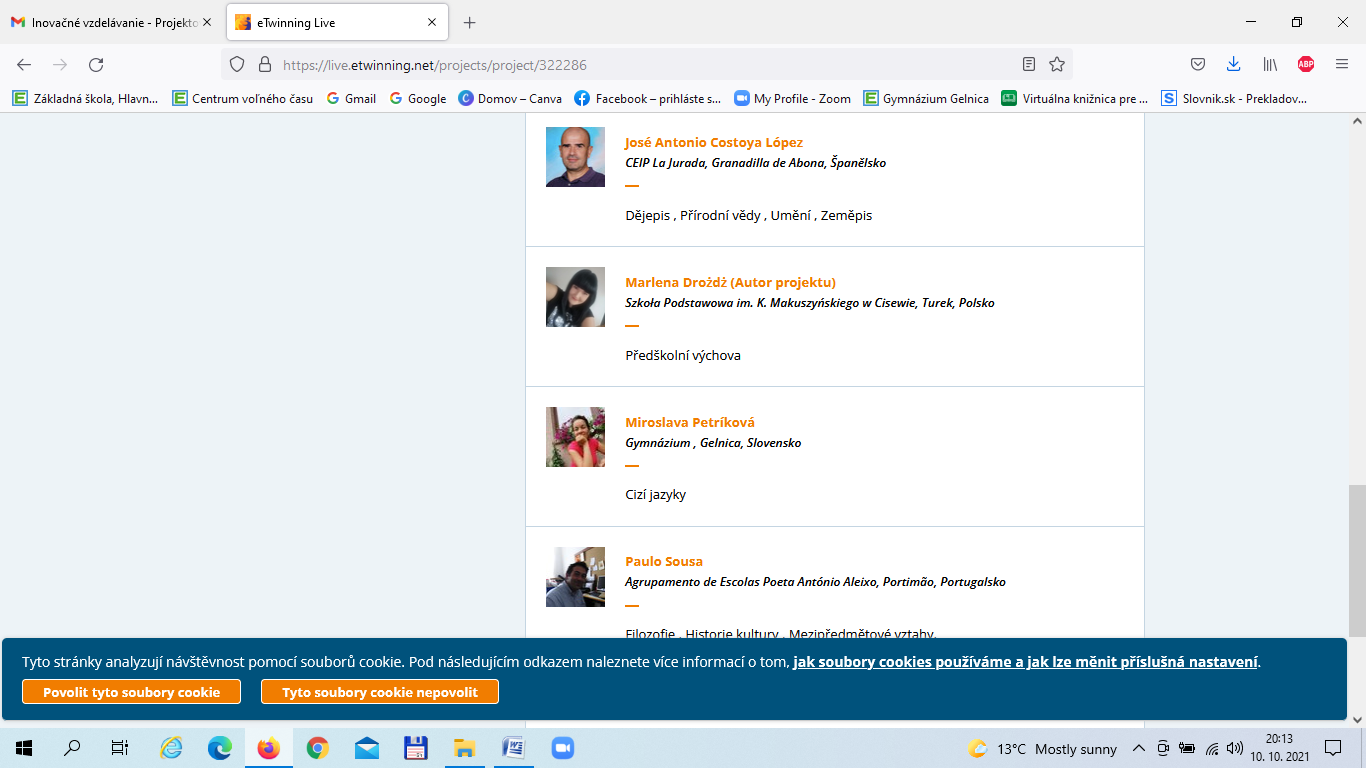 Inovačné vzdelávanie - Projekto
eTwinning Live
https://live.etwinning.net/projects/project/322286
Základná škola, Hlavn...
Centrum voľného času
Gmail
Google
Domov – Canva
Facebook – prihláste s...
My Profile - Zoom
Gymnázium Gelnica
Virtuálna knižnica pre ...
Slovnik.sk - Prekladov...
ABP
José Antonio Costoya López
CEIP La Jurada, Granadilla de Abona, Španělsko
Dějepis , Přírodní vědy , Umění , Zeměpis
Marlena Drożdż (Autor projektu)
Szkoła Podstawowa im. K. Makuszyńskiego w Cisewie, Turek, Polsko
Předškolní výchova
Miroslava Petríková
Gymnázium , Gelnica, Slovensko
Cizí jazyky
Paulo Sousa
Agrupamento de Escolas Poeta António Aleixo, Portimão, Portugalsko
Filozofie , Historie kultury , Mezipředmětové vztahy,
Tyto stránky analyzují návštěvnost pomocí souborů cookie. Pod následujícím odkazem naleznete více informací o tom, jak soubory cookies používáme a jak lze měnit příslušná nastavení.
Povolit tyto soubory cookie
Tyto soubory cookie nepovolit
13°C Mostly sunny
20:13
10. 10. 2021